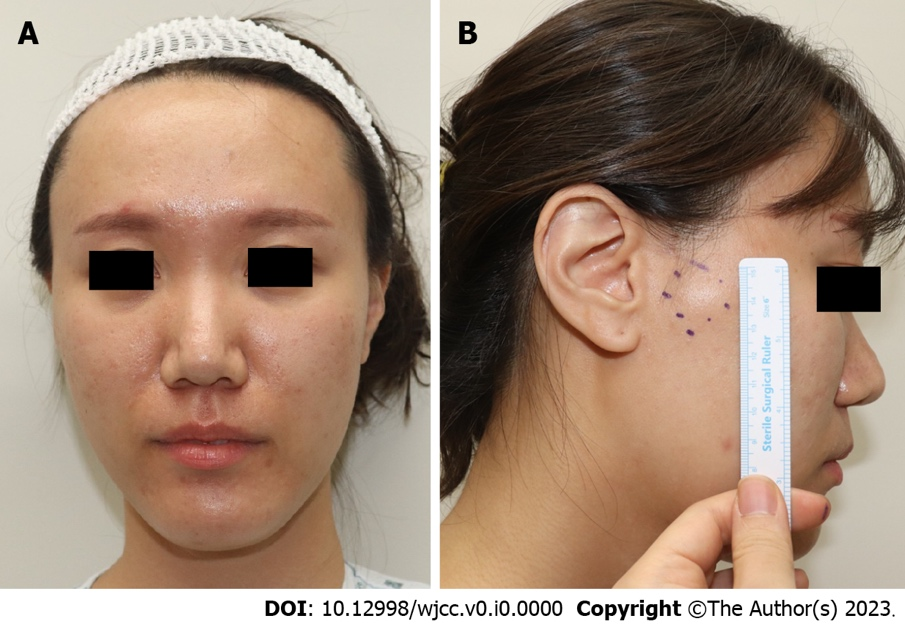 A
B
Sterile Surgical Ruler
DOI: 10.12998/wjcc.v0.i0.0000 Copyright ©The Author(s) 2023.